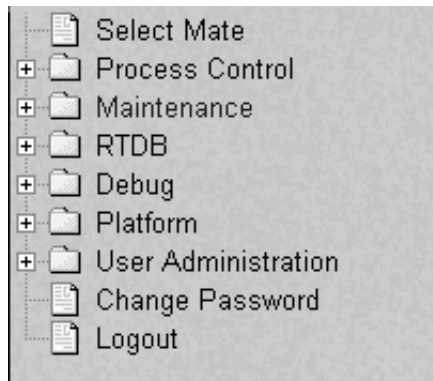 Select Mate
Process Control
Maintenance
RTDB
Debug
Platform
User Administration
Change Password
Logout